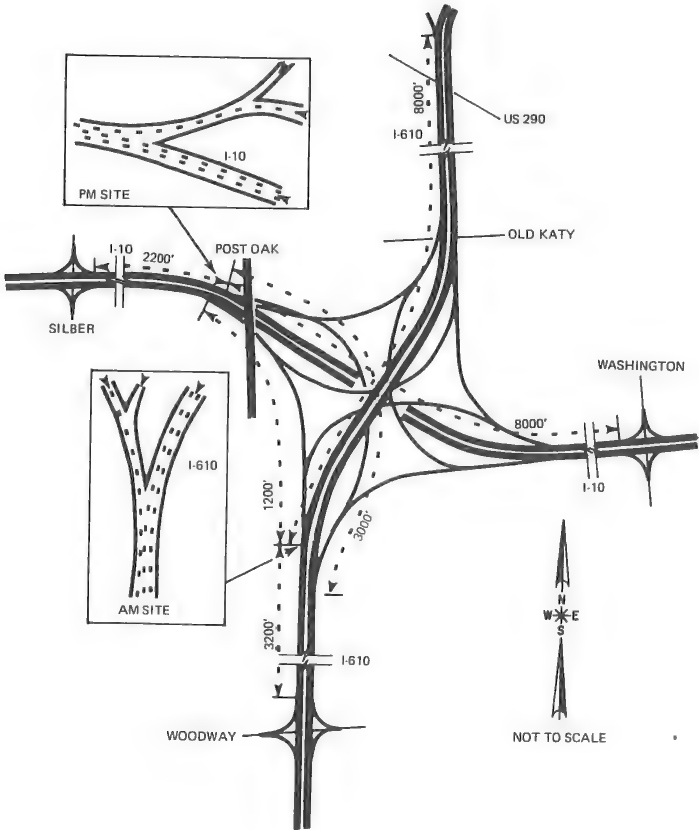 8000'
US 290
I-610
I-10
PM SITE
OLD KATY
I-10
POST OAK
2200'
SILBER
WASHINGTON
I-610
8000'
1200'
3000'
I-10
AM SITE
N
W E
S
3200'
I-610
WOODWAY
NOT TO SCALE